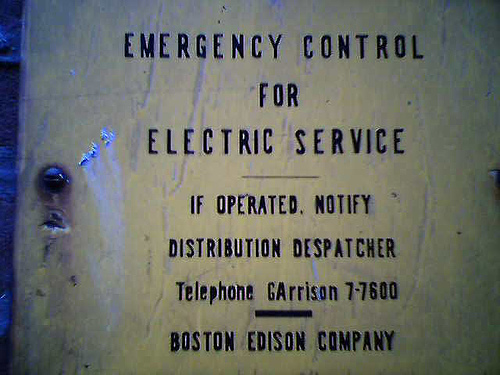 EMERGENCY CONTROL
FOR
ELECTRIC SERVICE
IF OPERATED, NOTIFY
DISTRIBUTION DESPATCHER
Telephone GArrison 7-7600
BOSTON EDISON COMPANY